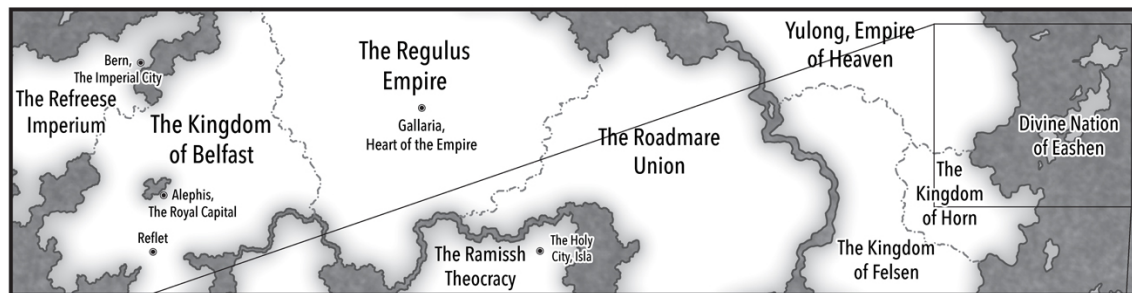 Bern,
The Imperial City
The Refreese
Imperium
The Kingdom
of Belfast
Alephis,
The Royal Capital
Reflet
The Regulus
Empire
Gallaria,
Heart of the Empire
The Ramissh
Theocracy
The Holy
City, Isla
The Roadmare
Union
Yulong, Empire
of Heaven
Divine Nation
of Eashen
The
Kingdom
of Horn
The Kingdom
of Felsen